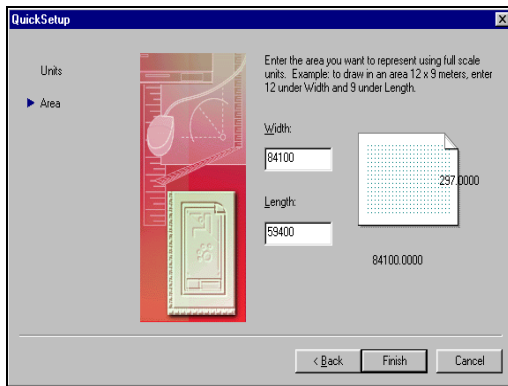 QuickSetup
Units
Area
Enter the area you want to represent using full scale
units. Example: to draw in an area 12 x 9 meters, enter
12 under Width and 9 under Length.
Width:
84100
297.0000
Length:
59400
84100.0000
< Back
Finish
Cancel